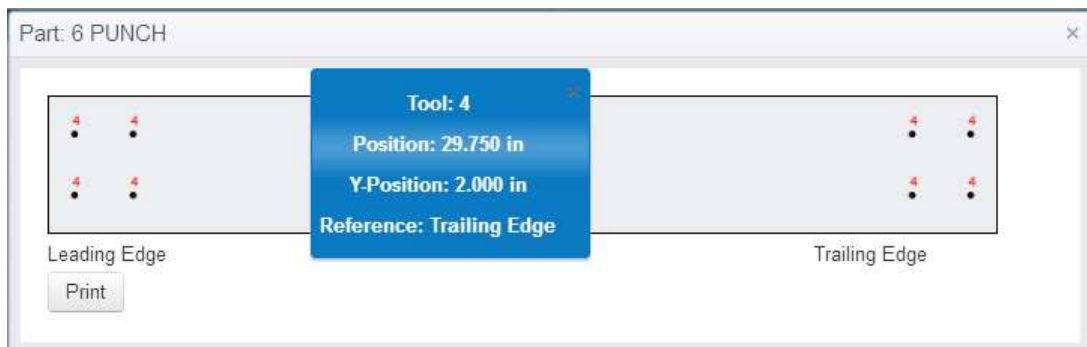 Part: 6 PUNCH ×
Tool: 4 ×
4 4 4 4
Position: 29.750 in
Y-Position: 2.000 in
4 4 4 4
Reference: Trailing Edge
Leading Edge Trailing Edge
Print